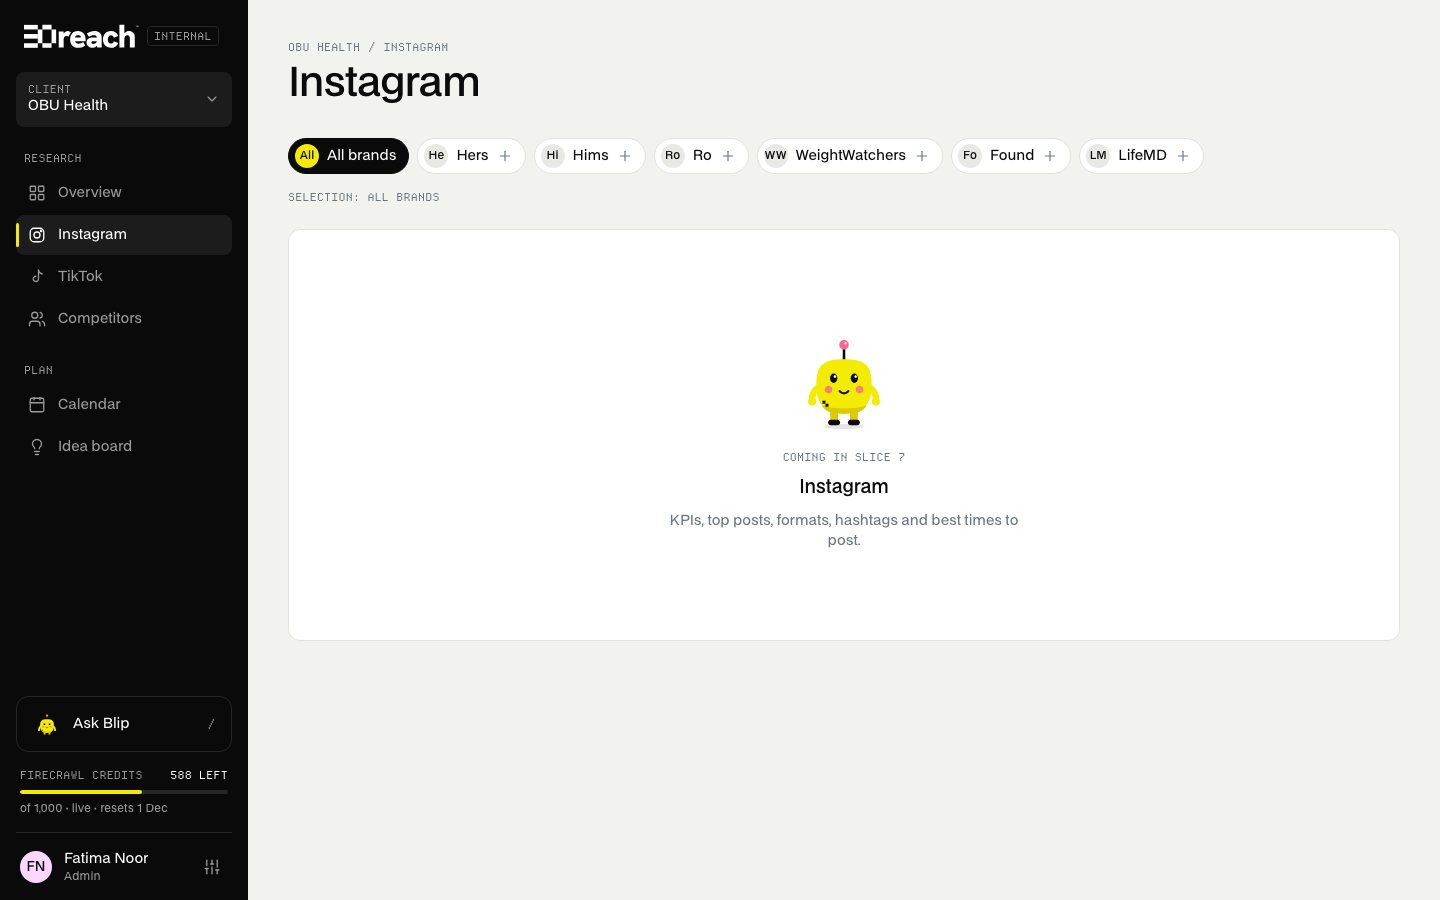 reach
INTERNAL
CLIENT
OBU Health
RESEARCH
Overview
Instagram
TikTok
Competitors
PLAN
Calendar
Idea board
Ask Blip /
FIRECRAWL CREDITS 588 LEFT
of 1,000 · live · resets 1 Dec
FN Fatima Noor
Admin
OBU HEALTH / INSTAGRAM
Instagram
All All brands He Hers + HI Hims + Ro Ro + WW WeightWatchers + Fo Found + LM LifeMD +
SELECTION: ALL BRANDS
COMING IN SLICE 7
Instagram
KPIs, top posts, formats, hashtags and best times to
post.